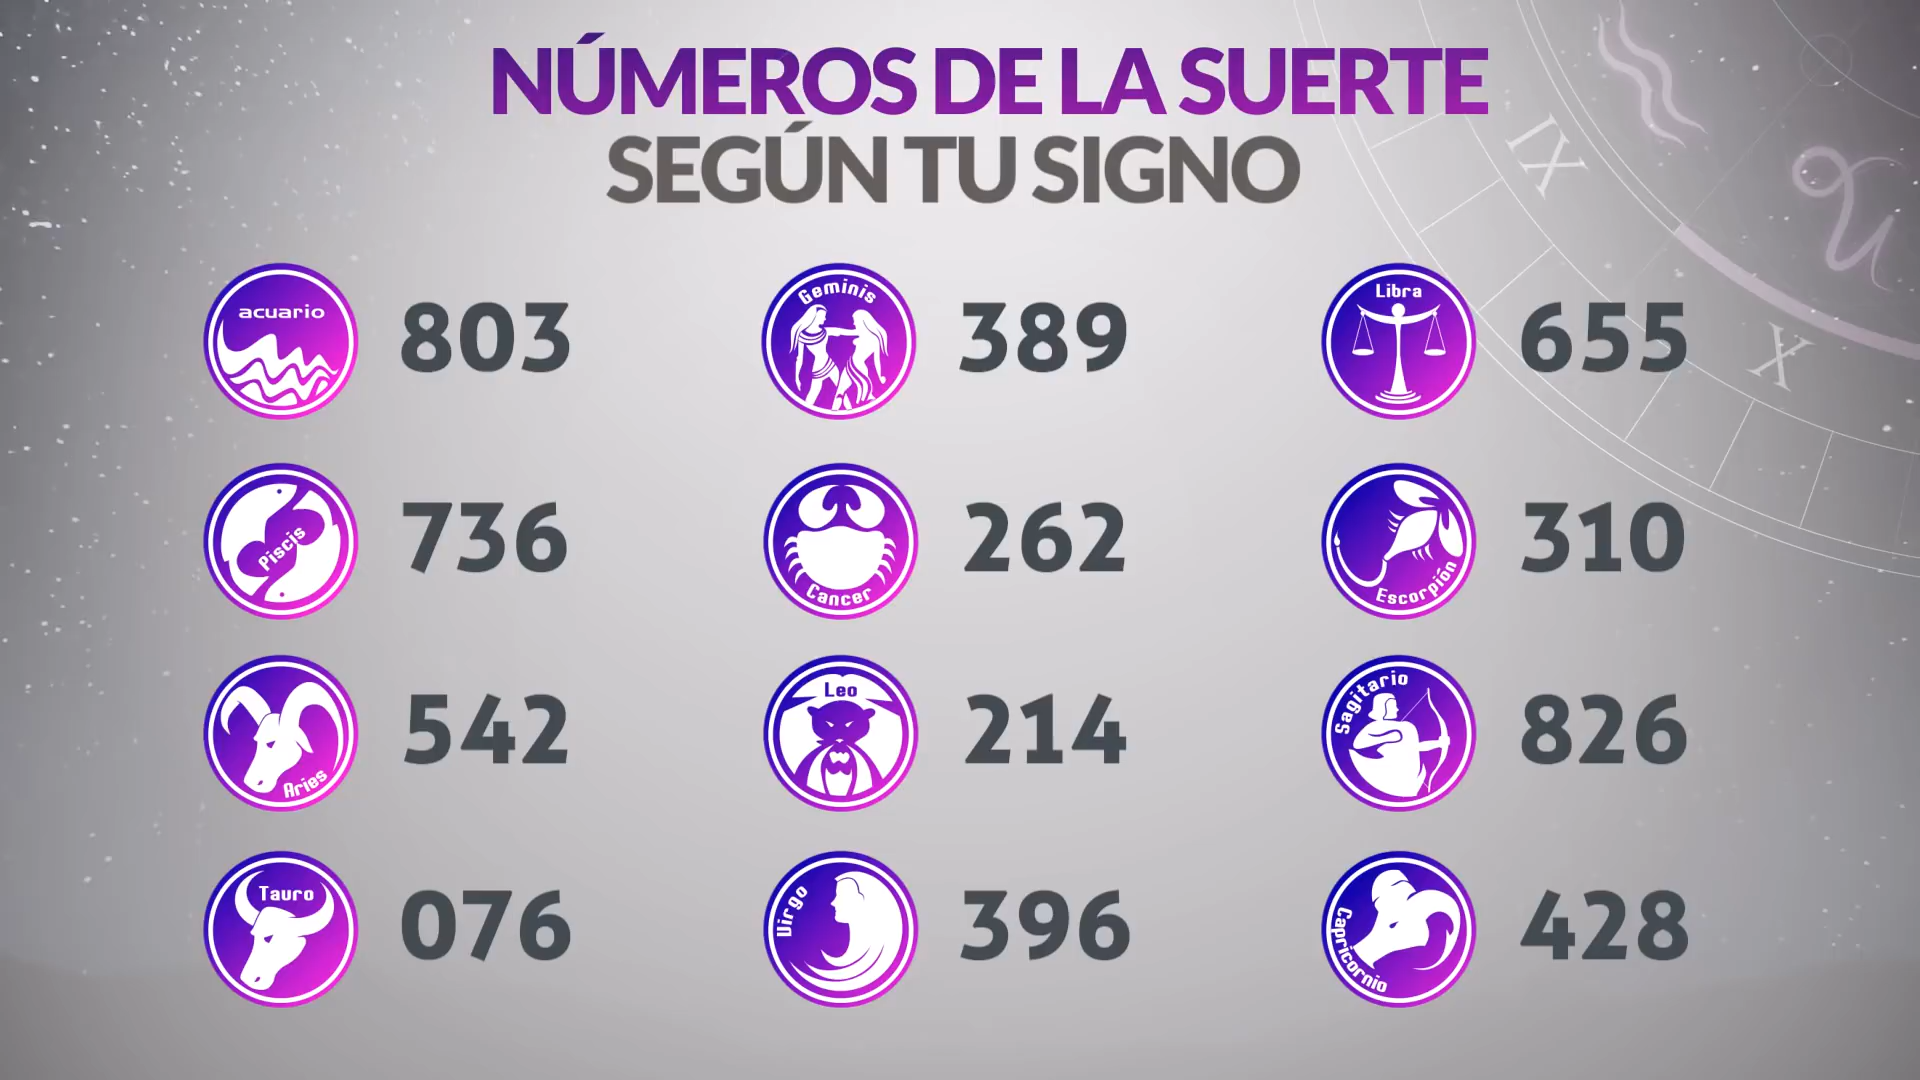 NÚMEROS DE LA SUERTE
SEGÚN TU SIGNO
IX
X
acuario 803
Geminis 389
Libra 655
Piscis 736
Cancer 262
Escorpión 310
Aries 542
Leo 214
Sagitario 826
Tauro 076
Virgo 396
Capricornio 428